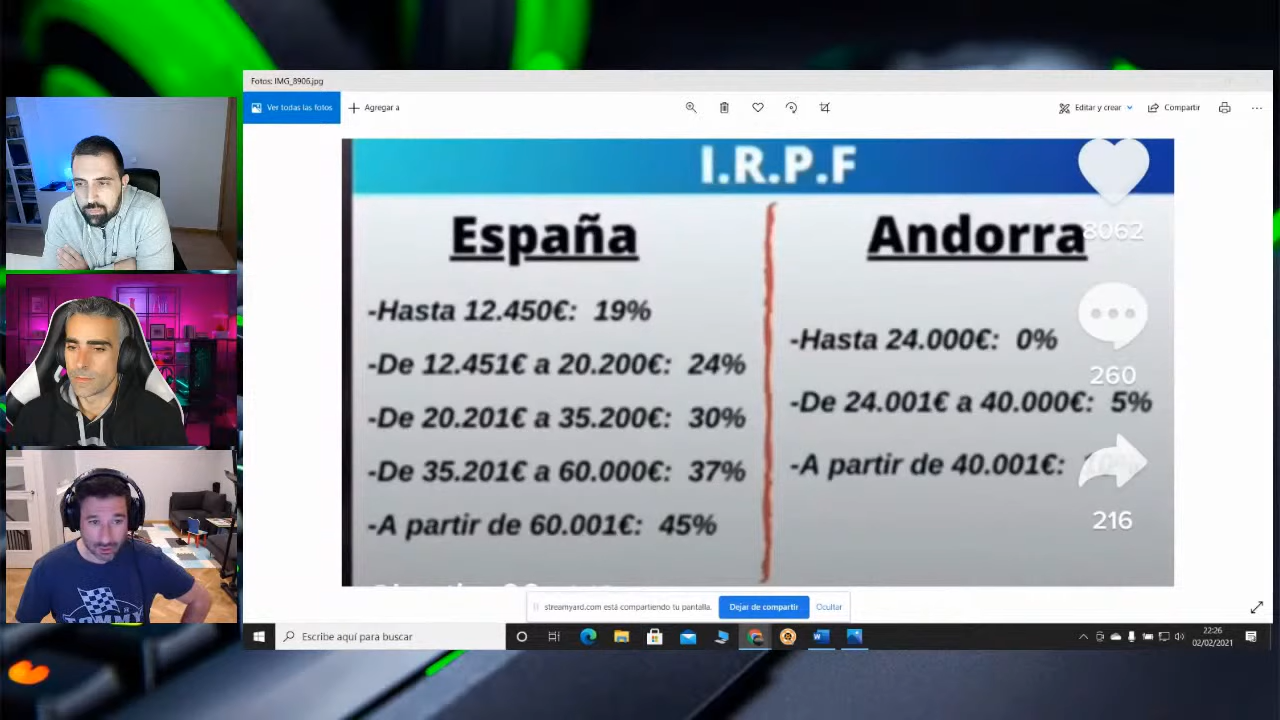 Fotos: IMG_8906.jpg
Ver todas las fotos
Agregar a
Editar y crear
Compartir
I.R.P.F
España
-Hasta 12.450€: 19%
-De 12.451€ a 20.200€: 24%
-De 20.201€ a 35.200€: 30%
-De 35.201€ a 60.000€: 37%
-A partir de 60.001€: 45%
Andorra
-Hasta 24.000€: 0%
-De 24.001€ a 40.000€: 5%
-A partir de 40.001€:
8062
260
216
streamyard.com está compartiendo tu pantalla.
Dejar de compartir
Ocultar
Escribe aquí para buscar
22:26
02/02/2021
TOMMY